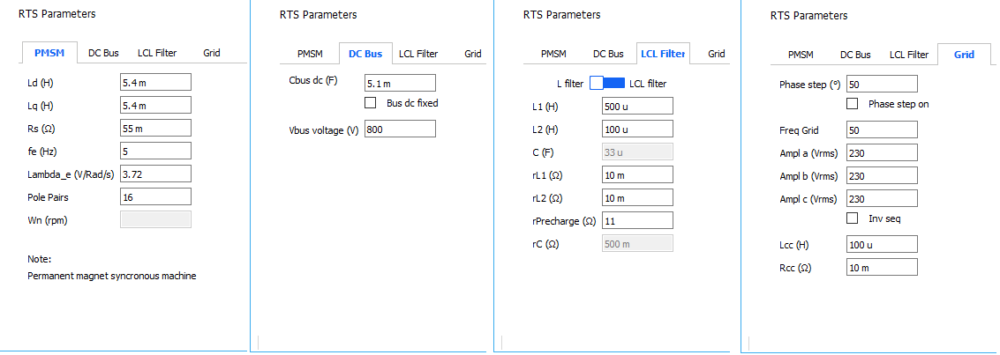 RTS Parameters
PMSM DC Bus LCL Filter Grid
Ld (H) 5.4 m
Lq (H) 5.4 m
Rs (Ω) 55 m
fe (Hz) 5
Lambda_e (V/Rad/s) 3.72
Pole Pairs 16
Wn (rpm)
Note:
Permanent magnet syncronous machine
RTS Parameters
PMSM DC Bus LCL Filter Grid
Cbus dc (F) 5.1 m
Bus dc fixed
Vbus voltage (V) 800
RTS Parameters
PMSM DC Bus LCL Filter Grid
L filter LCL filter
L1 (H) 500 u
L2 (H) 100 u
C (F) 33 u
rL1 (Ω) 10 m
rL2 (Ω) 10 m
rPrecharge (Ω) 11
rC (Ω) 500 m
RTS Parameters
PMSM DC Bus LCL Filter Grid
Phase step (°) 50
Phase step on
Freq Grid 50
Ampl a (Vrms) 230
Ampl b (Vrms) 230
Ampl c (Vrms) 230
Inv seq
Lcc (H) 100 u
Rcc (Ω) 10 m